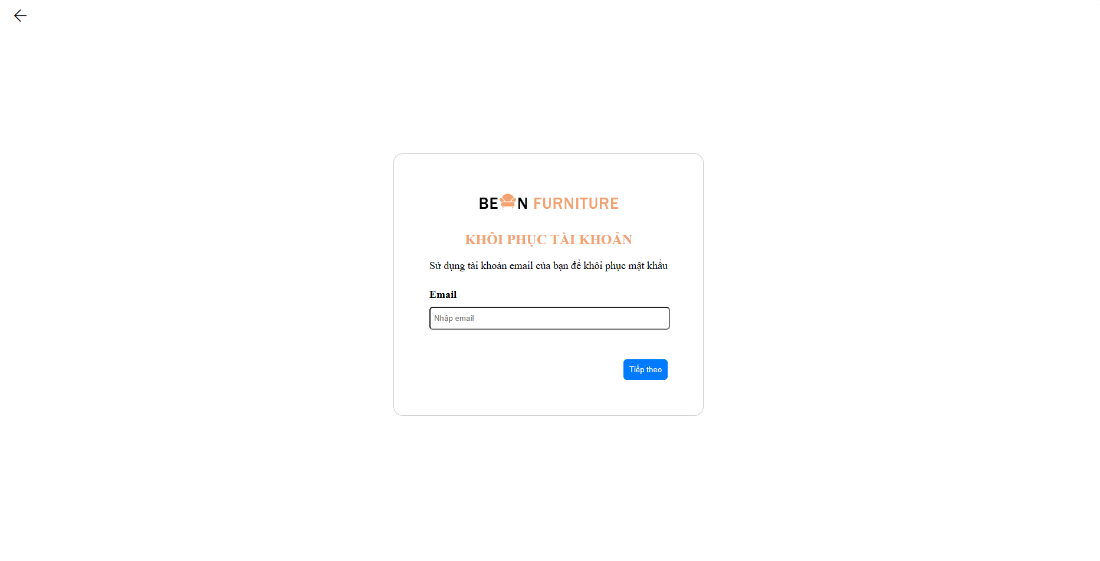 BEAN FURNITURE
KHÔI PHỤC TÀI KHOẢN
Sử dụng tài khoản email của bạn để khôi phục mật khẩu
Email
Nhập email
Tiếp theo